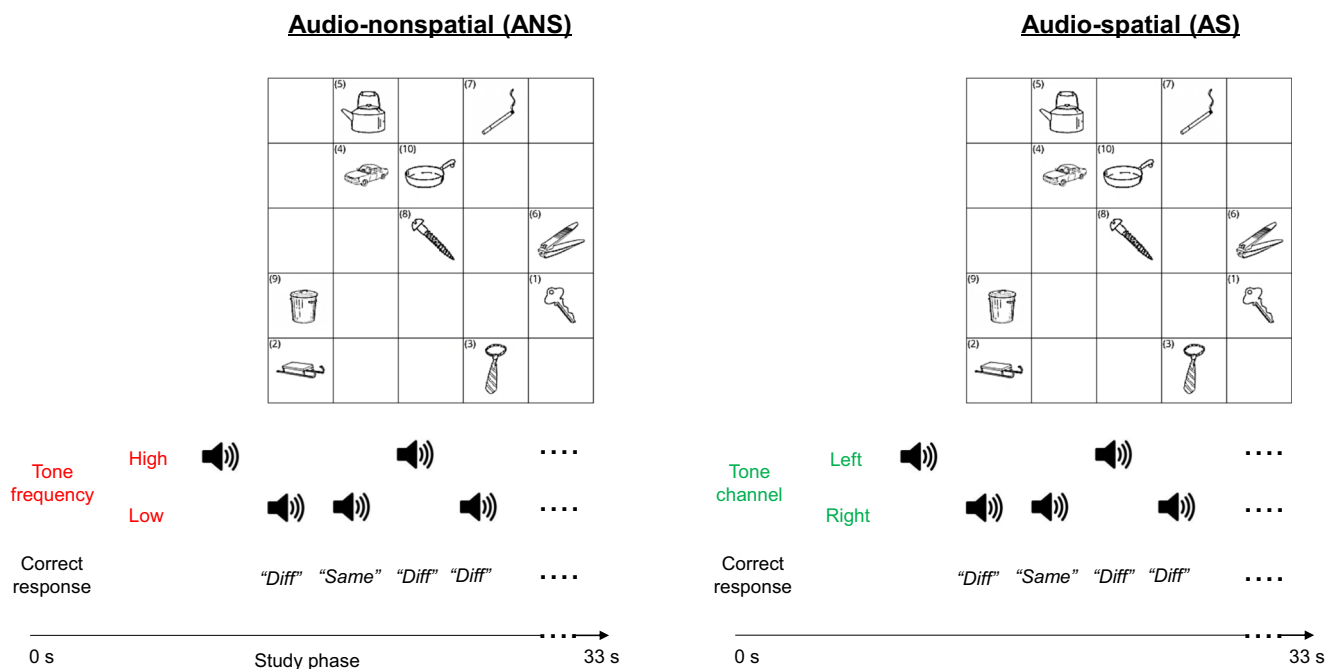 Audio-nonspatial (ANS)
(5) (7)
(4) (10)
(8) (6)
(9) (1)
(2) (3)
Tone
frequency
High
Low
....
....
Correct
response
“Diff” “Same” “Diff” “Diff” ....
....
0 s Study phase 33 s
Audio-spatial (AS)
(5) (7)
(4) (10)
(8) (6)
(9) (1)
(2) (3)
Tone
channel
Left
Right
....
....
Correct
response
“Diff” “Same” “Diff” “Diff” ....
....
0 s 33 s